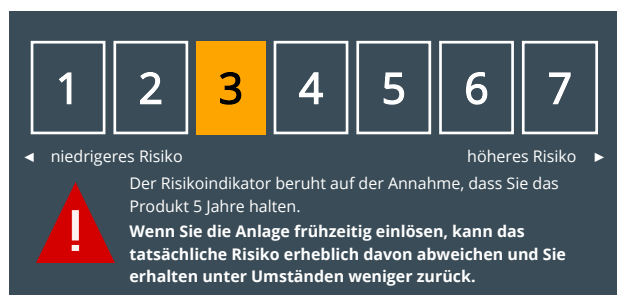 1 2 3 4 5 6 7
◄ niedrigeres Risiko höheres Risiko ►
Der Risikoindikator beruht auf der Annahme, dass Sie das
Produkt 5 Jahre halten.
Wenn Sie die Anlage frühzeitig einlösen, kann das
tatsächliche Risiko erheblich davon abweichen und Sie
erhalten unter Umständen weniger zurück.
!